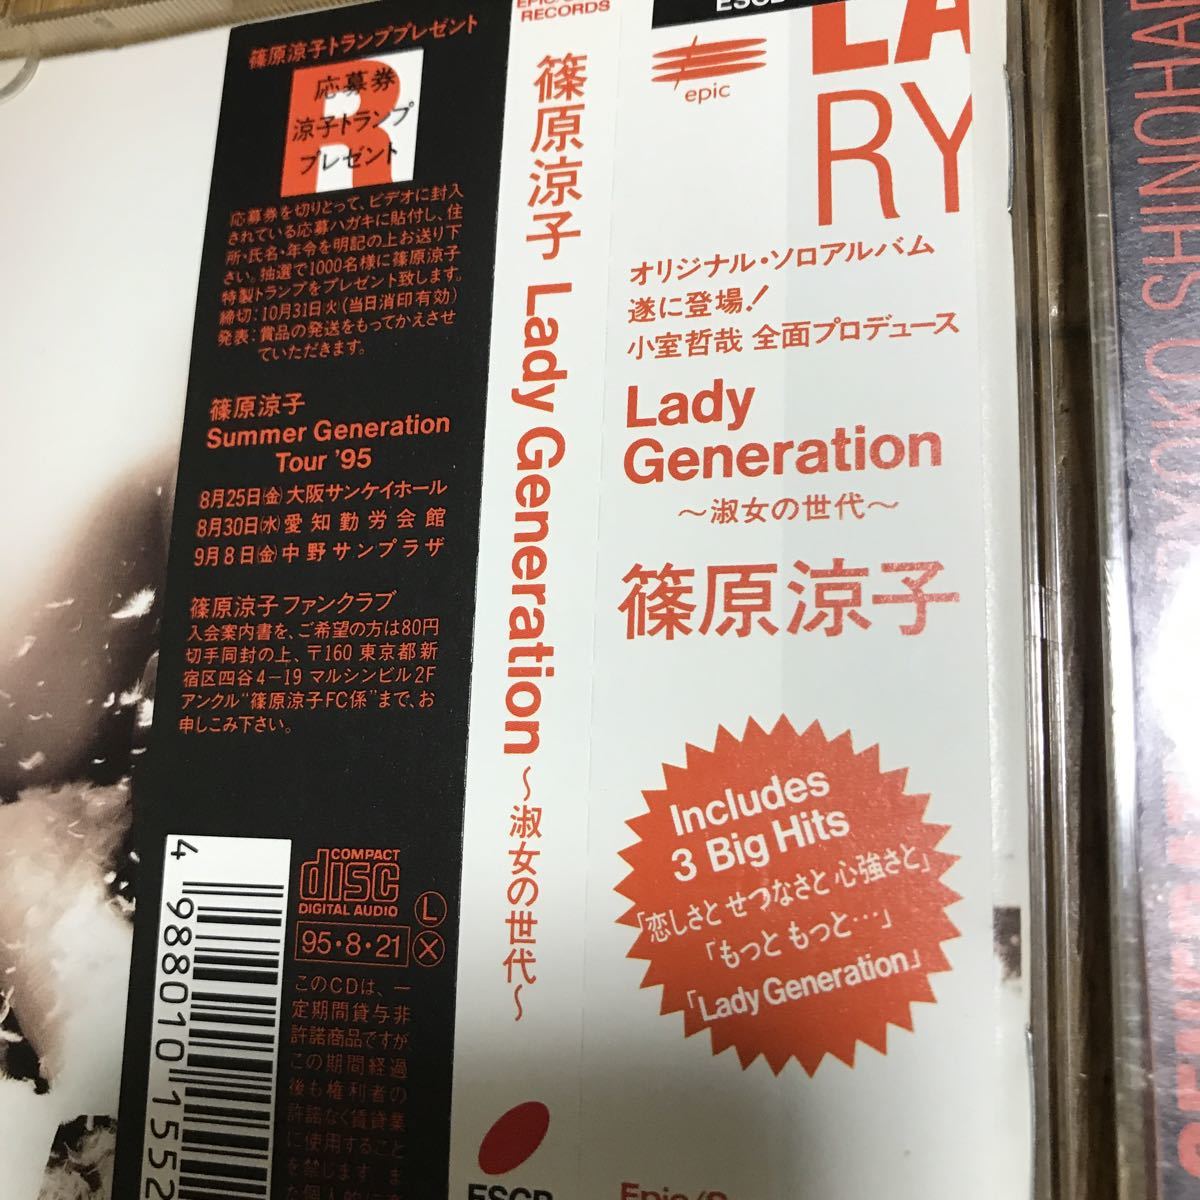 篠原涼子トランププレゼント
応募券
涼子トランプ
プレゼント
応募券を切りとって、ビデオに封入
されている応募ハガキに貼付し、住
所・氏名・年令を明記の上お送り下
さい。抽選で1000名様に篠原涼子
特製トランプをプレゼント致します。
締切:10月31日㈫(当日消印有効)
発表:賞品の発送をもってかえさせ
ていただきます。
篠原涼子
Summer Generation
Tour '95
8月25日㈮大阪サンケイホール
8月30日㈬愛知勤労会館
9月8日㈮中野サンプラザ
篠原涼子ファンクラブ
入会案内書を、ご希望の方は80円
切手同封の上、〒160 東京都新
宿区四谷4-19 マルシンビル2F
アンクル“篠原涼子FC係”まで、お
申しこみ下さい。
COMPACT
disc
DIGITAL AUDIO
L
95・8・21
X
このCDは、一
定期間貸与非
許諾商品ですが、
この期間経過
後も権利者の
許諾なく賃貸業
に使用すること
を禁じます。ま
4 988010 1552
RECORDS
篠原涼子 Lady Generation ～淑女の世代～
ESCB
epic
LA
RY
オリジナル・ソロアルバム
遂に登場!
小室哲哉 全面プロデュース
Lady
Generation
～淑女の世代～
篠原涼子
Includes
3 Big Hits
「恋しさと せつなさと 心強さと」
「もっと もっと…」
「Lady Generation」
Epic/S
SHINOHA